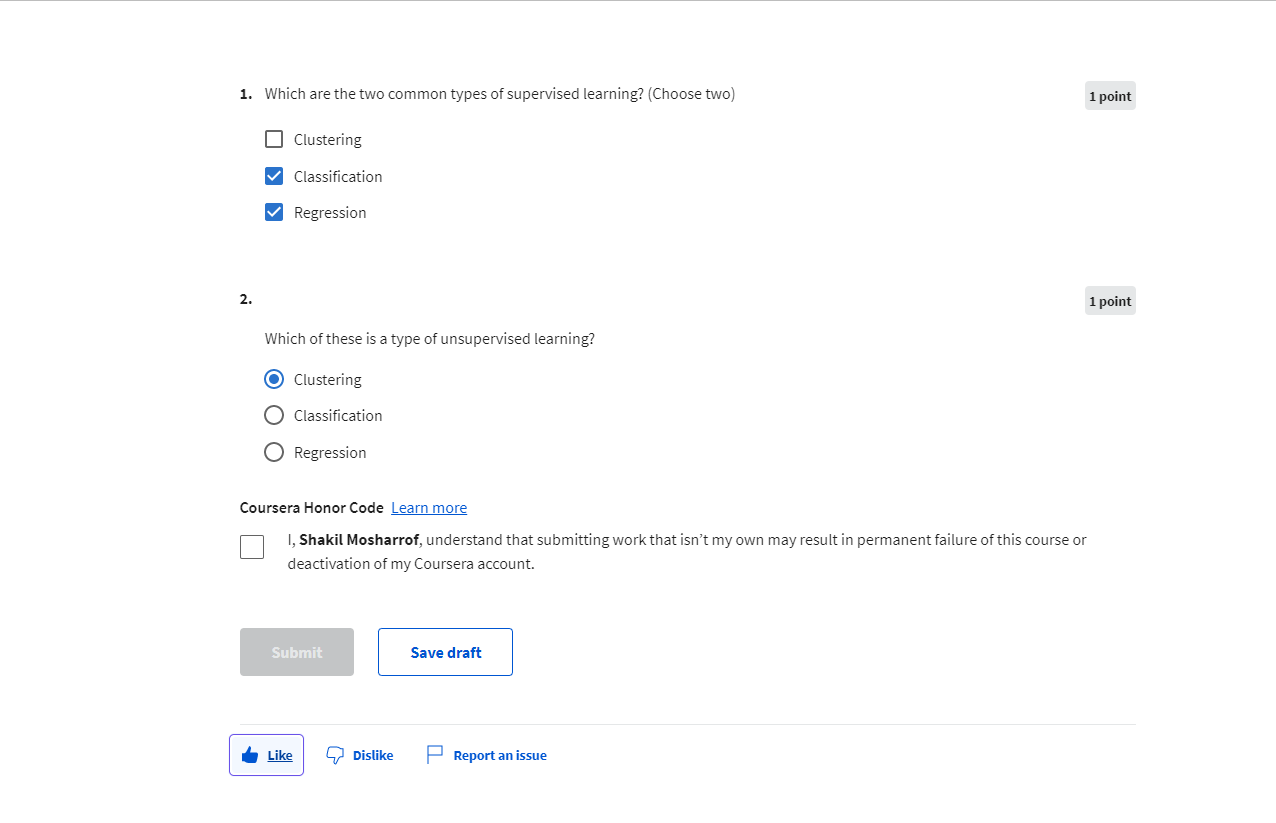 1. Which are the two common types of supervised learning? (Choose two)
1 point
Clustering
Classification
Regression
2.
1 point
Which of these is a type of unsupervised learning?
Clustering
Classification
Regression
Coursera Honor Code Learn more
I, Shakil Mosharrof, understand that submitting work that isn’t my own may result in permanent failure of this course or
deactivation of my Coursera account.
Submit Save draft
Like Dislike Report an issue